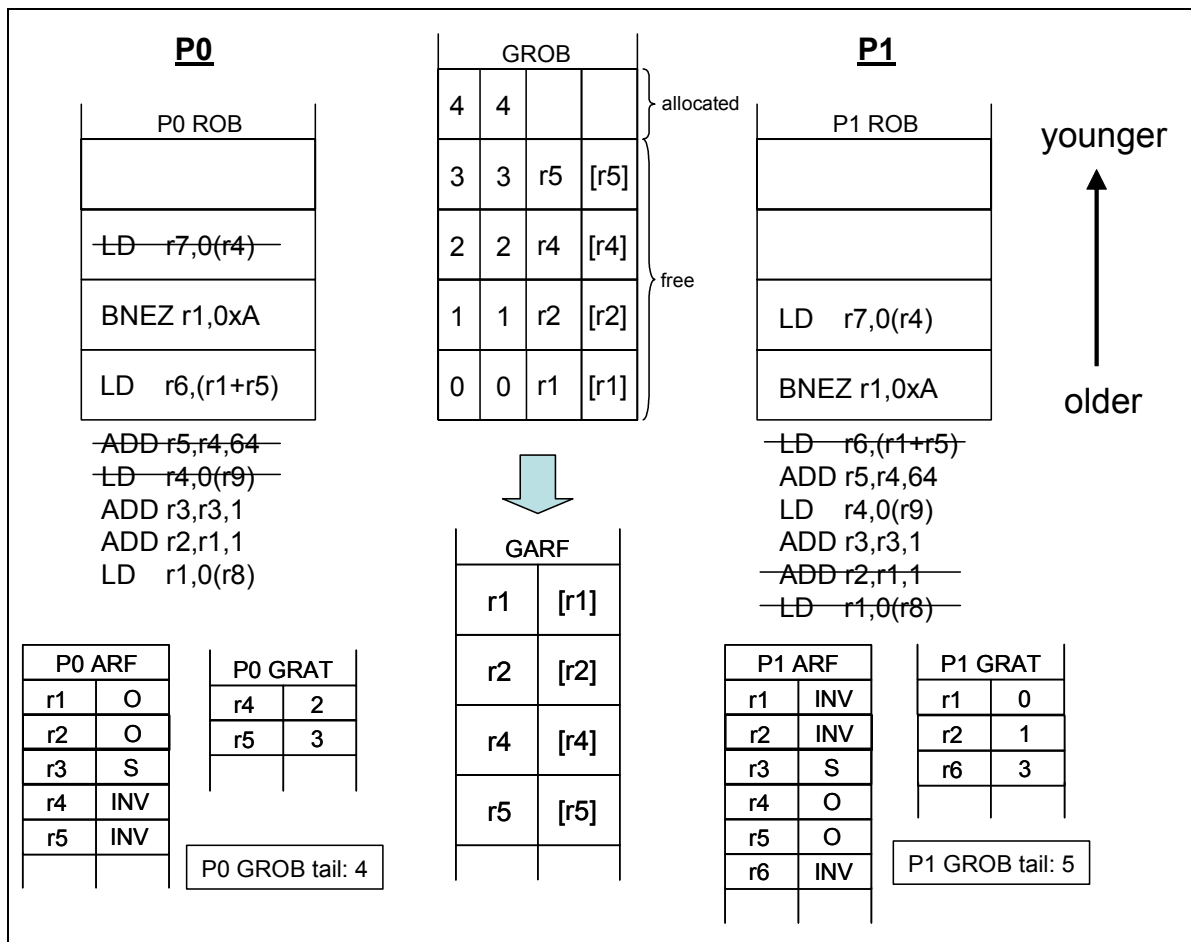 P0
P0 ROB
LD r7,0(r4)
BNEZ r1,0xA
LD r6,(r1+r5)
ADD r5,r4,64
LD r4,0(r9)
ADD r3,r3,1
ADD r2,r1,1
LD r1,0(r8)
P0 ARF
r1 O
r2 O
r3 S
r4 INV
r5 INV
P0 GRAT
r4 2
r5 3
P0 GROB tail: 4
GROB
4 4
3 3 r5 [r5]
2 2 r4 [r4]
1 1 r2 [r2]
0 0 r1 [r1]
allocated
free
GARF
r1 [r1]
r2 [r2]
r4 [r4]
r5 [r5]
P1
P1 ROB
LD r7,0(r4)
BNEZ r1,0xA
LD r6,(r1+r5)
ADD r5,r4,64
LD r4,0(r9)
ADD r3,r3,1
ADD r2,r1,1
LD r1,0(r8)
P1 ARF
r1 INV
r2 INV
r3 S
r4 O
r5 O
r6 INV
P1 GRAT
r1 0
r2 1
r6 3
P1 GROB tail: 5
younger
older